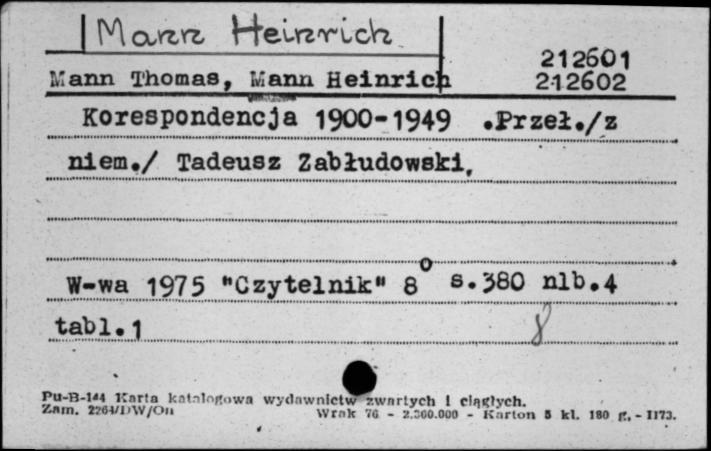 Mann Heinrich
212601
Mann Thomas, Mann Heinrich 212602
Korespondencja 1900-1949 .Przeł./z
niem./ Tadeusz Zabłudowski,
W-wa 1975 "Czytelnik" 8° s.380 nlb.4
tabl.1
8
Pu-B-144 Karta katalogowa wydawnictw zwartych i ciągłych.
Zam. 2264/DW/On Wrak 76 - 2.360.000 - Karton 5 kl. 180 g. - 1173.